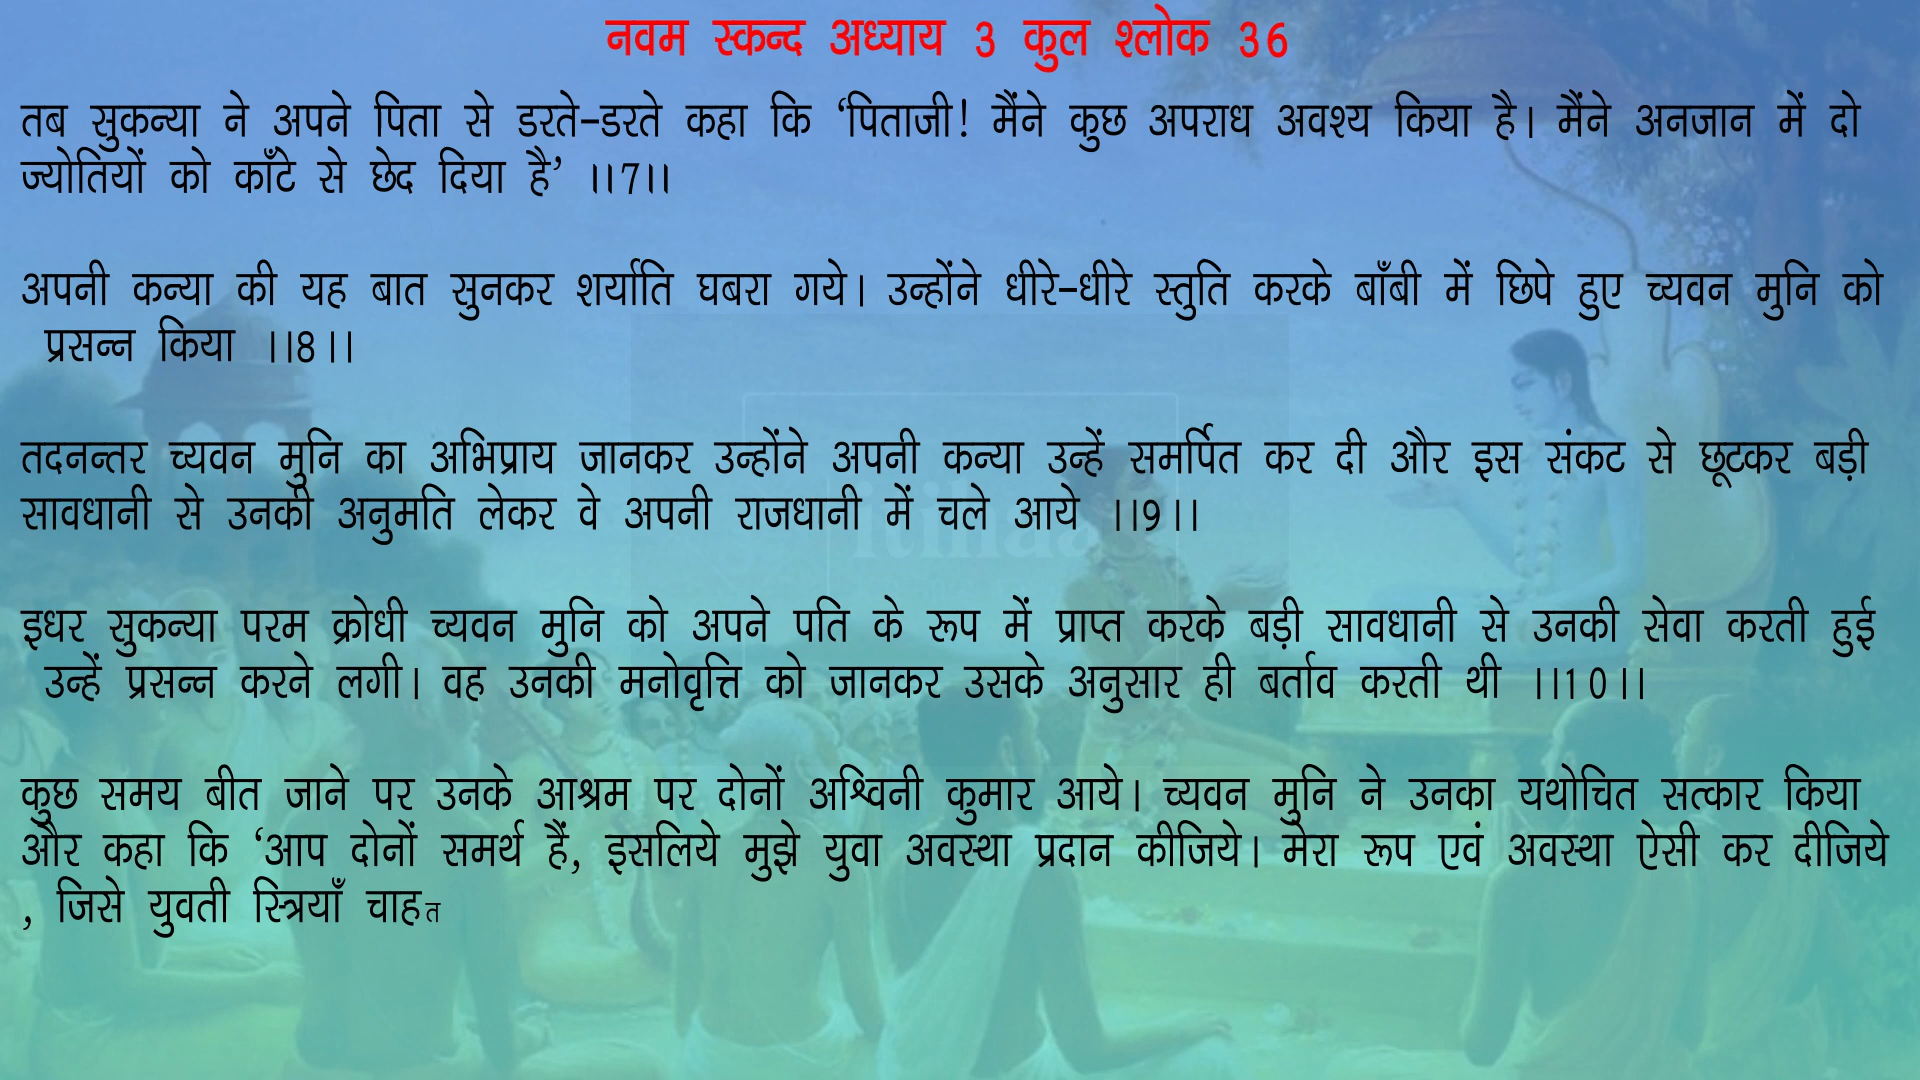 नवम स्कन्द अध्याय 3 कुल श्लोक 36
तब सुकन्या ने अपने पिता से डरते-डरते कहा कि ‘पिताजी! मैंने कुछ अपराध अवश्य किया है। मैंने अनजान में दो
ज्योतियों को काँटे से छेद दिया है’ ।।7।।
अपनी कन्या की यह बात सुनकर शर्याति घबरा गये। उन्होंने धीरे-धीरे स्तुति करके बाँबी में छिपे हुए च्यवन मुनि को
प्रसन्न किया ।।8।।
तदनन्तर च्यवन मुनि का अभिप्राय जानकर उन्होंने अपनी कन्या उन्हें समर्पित कर दी और इस संकट से छूटकर बड़ी
सावधानी से उनकी अनुमति लेकर वे अपनी राजधानी में चले आये ।।9।।
इधर सुकन्या परम क्रोधी च्यवन मुनि को अपने पति के रूप में प्राप्त करके बड़ी सावधानी से उनकी सेवा करती हुई
उन्हें प्रसन्न करने लगी। वह उनकी मनोवृत्ति को जानकर उसके अनुसार ही बर्ताव करती थी ।।10।।
कुछ समय बीत जाने पर उनके आश्रम पर दोनों अश्विनी कुमार आये। च्यवन मुनि ने उनका यथोचित सत्कार किया
और कहा कि ‘आप दोनों समर्थ हैं, इसलिये मुझे युवा अवस्था प्रदान कीजिये। मेरा रूप एवं अवस्था ऐसी कर दीजिये
, जिसे युवती स्त्रियाँ चाहत